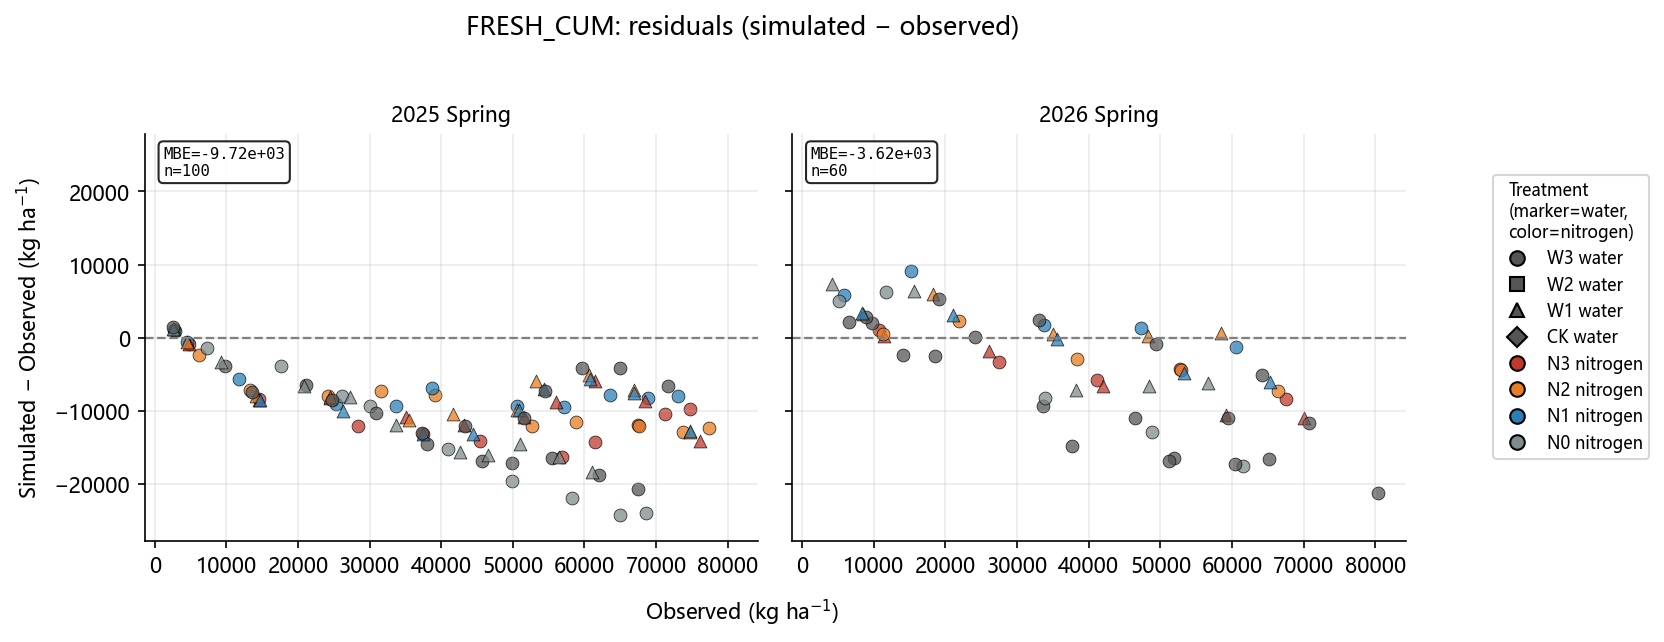 FRESH_CUM: residuals (simulated − observed)
2025 Spring
2026 Spring
MBE=-9.72e+03
n=100
MBE=-3.62e+03
n=60
Simulated − Observed (kg ha⁻¹)
20000
10000
0
−10000
−20000
0 10000 20000 30000 40000 50000 60000 70000 80000
0 10000 20000 30000 40000 50000 60000 70000 80000
Observed (kg ha⁻¹)
Treatment
(marker=water,
color=nitrogen)
W3 water
W2 water
W1 water
CK water
N3 nitrogen
N2 nitrogen
N1 nitrogen
N0 nitrogen